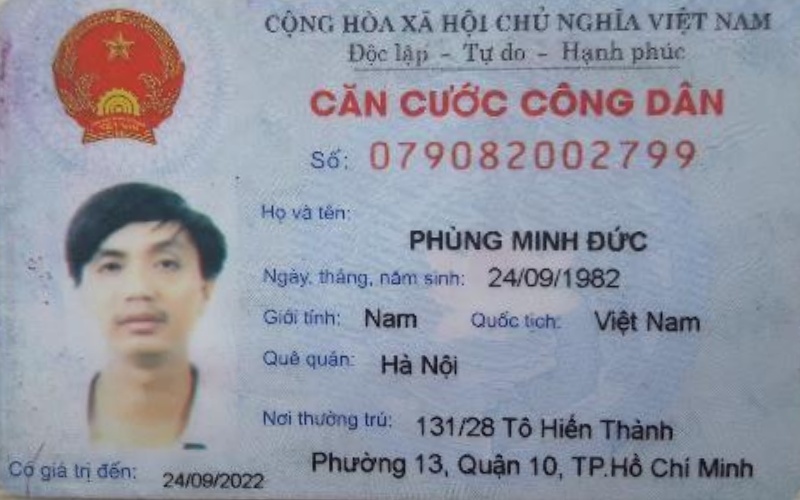 CỘNG HÒA XÃ HỘI CHỦ NGHĨA VIỆT NAM
Độc lập - Tự do - Hạnh phúc
CĂN CƯỚC CÔNG DÂN
Số: 079082002799
Họ và tên:
PHÙNG MINH ĐỨC
Ngày, tháng, năm sinh: 24/09/1982
Giới tính: Nam Quốc tịch: Việt Nam
Quê quán: Hà Nội
Nơi thường trú: 131/28 Tô Hiến Thành
Phường 13, Quận 10, TP.Hồ Chí Minh
Có giá trị đến: 24/09/2022